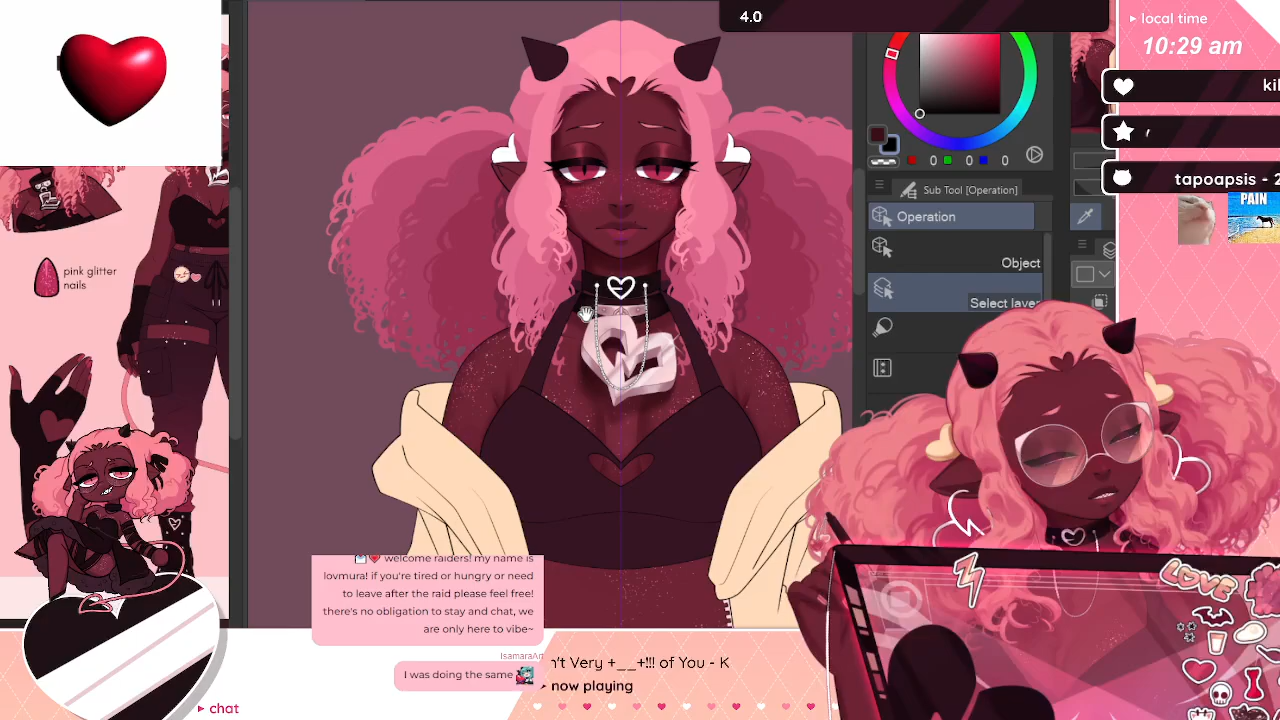 4.0
▸ local time
10:29 am
tapoapsis - 2
PAIN
0 0 0
Sub Tool [Operation]
Operation
Object
Select layer
pink glitter
nails
welcome raiders! my name is
lovmura! if you're tired or hungry or need
to leave after the raid please feel free!
there's no obligation to stay and chat, we
are only here to vibe~
IsamaraArt
I was doing the same
▸ chat
n't Very +__+!!! of You - K
▸ now playing
LOVE